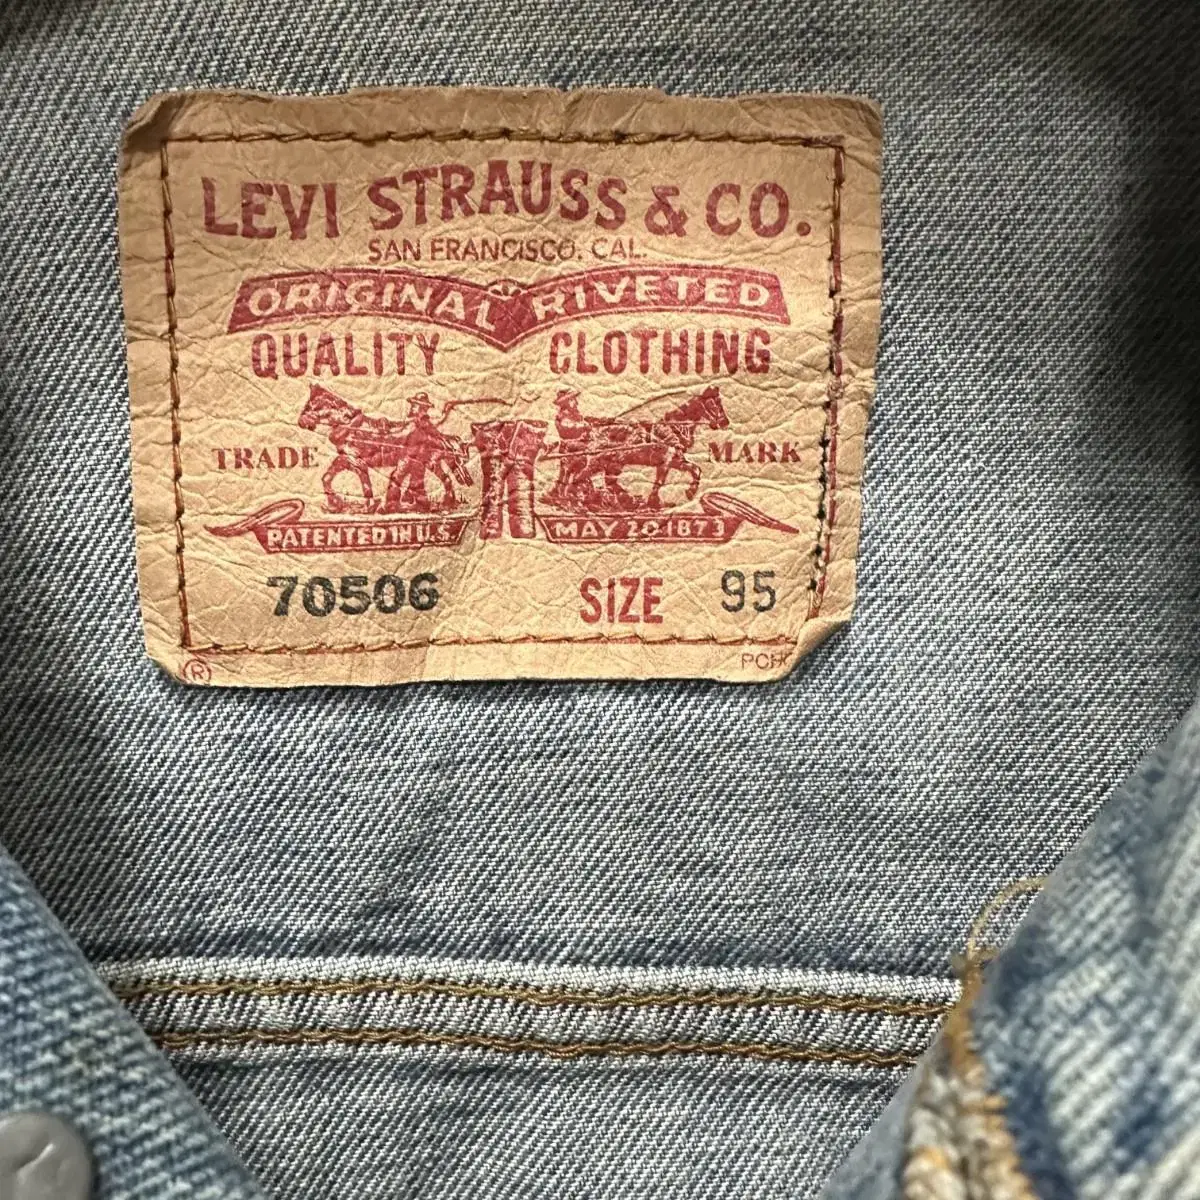 LEVI STRAUSS & CO.
SAN FRANCISCO. CAL.
ORIGINAL RIVETED
QUALITY CLOTHING
TRADE MARK
PATENTED IN U.S. MAY 20 1873
70506 SIZE 95
®